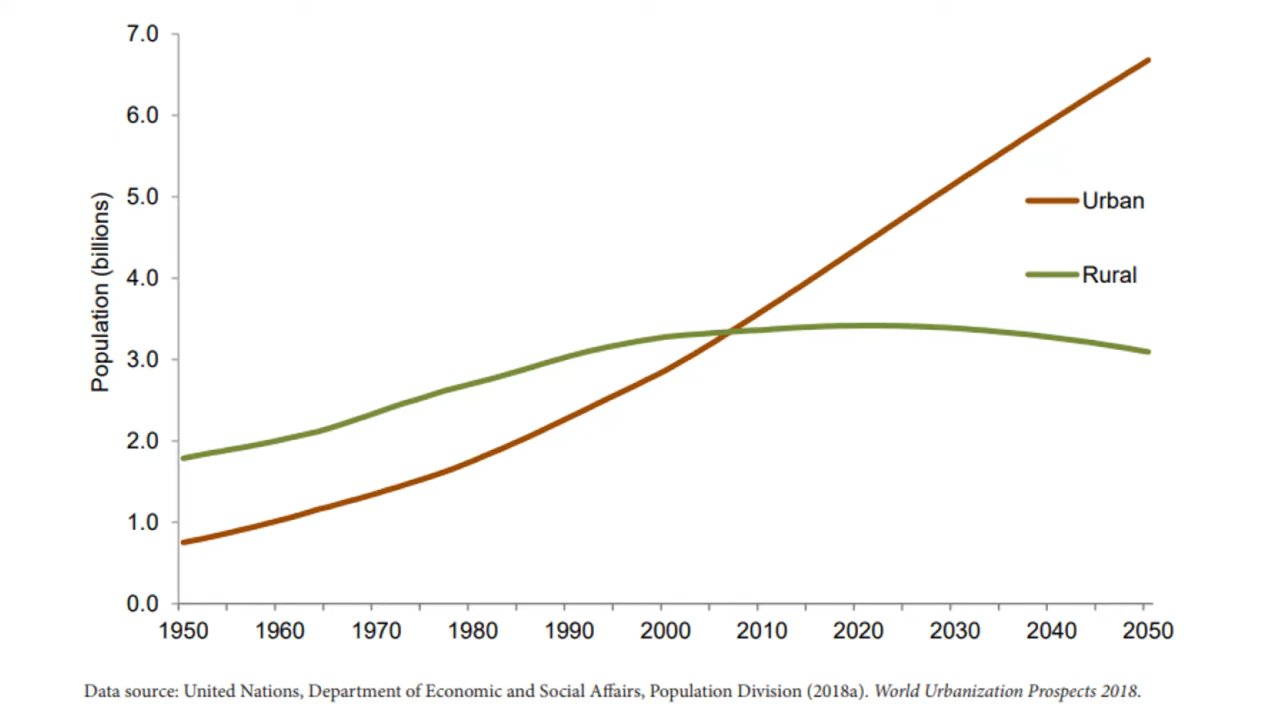 7.0
6.0
5.0
4.0
3.0
2.0
1.0
0.0
Population (billions)
Urban
Rural
1950 1960 1970 1980 1990 2000 2010 2020 2030 2040 2050
Data source: United Nations, Department of Economic and Social Affairs, Population Division (2018a). World Urbanization Prospects 2018.